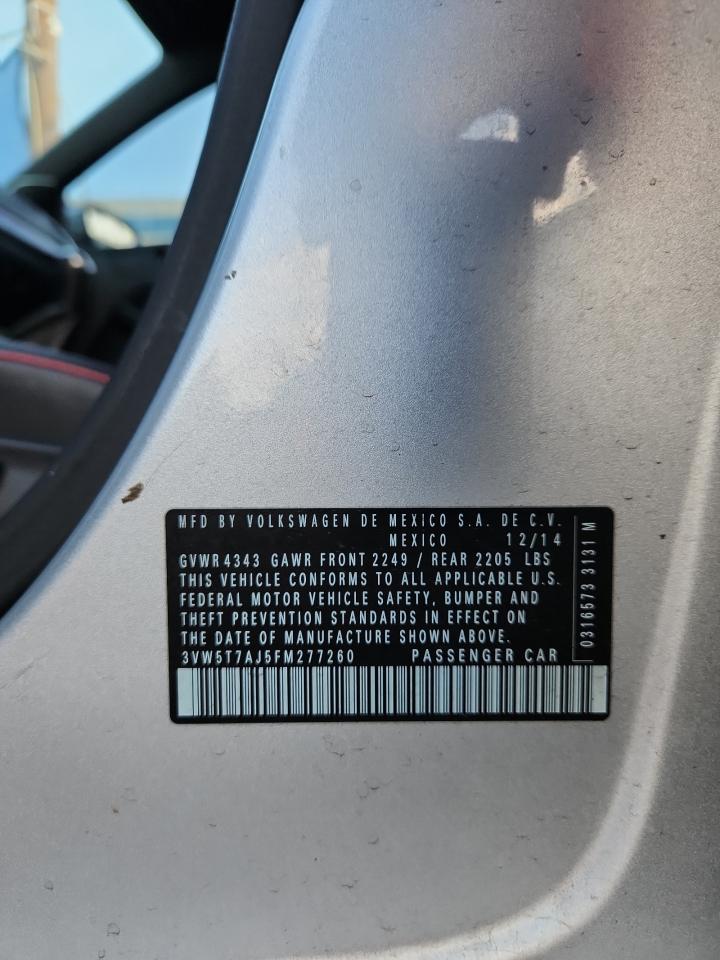 MFD BY VOLKSWAGEN DE MEXICO S.A. DE C.V.
MEXICO 12/14
GVWR 4343 GAWR FRONT 2249 / REAR 2205 LBS
THIS VEHICLE CONFORMS TO ALL APPLICABLE U.S.
FEDERAL MOTOR VEHICLE SAFETY, BUMPER AND
THEFT PREVENTION STANDARDS IN EFFECT ON
THE DATE OF MANUFACTURE SHOWN ABOVE.
3VW5T7AJ5FM277260 PASSENGER CAR
0316573 3131 M